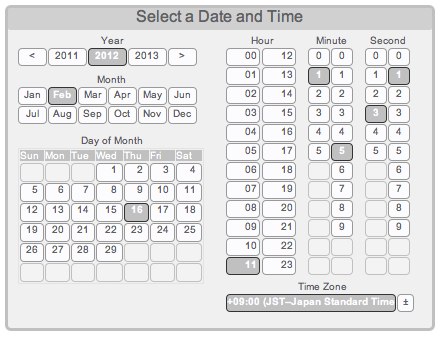 Select a Date and Time
Year
< 2011 2012 2013 >
Month
Jan Feb Mar Apr May Jun
Jul Aug Sep Oct Nov Dec
Day of Month
Sun Mon Tue Wed Thu Fri Sat
1 2 3 4
5 6 7 8 9 10 11
12 13 14 15 16 17 18
19 20 21 22 23 24 25
26 27 28 29
Hour Minute Second
00 12 0 0 0 0
01 13 1 1 1 1
02 14 2 2 2 2
03 15 3 3 3 3
04 16 4 4 4 4
05 17 5 5 5 5
06 18 6 6
07 19 7 7
08 20 8 8
09 21 9 9
10 22
11 23
Time Zone
+09:00 (JST–Japan Standard Time ±